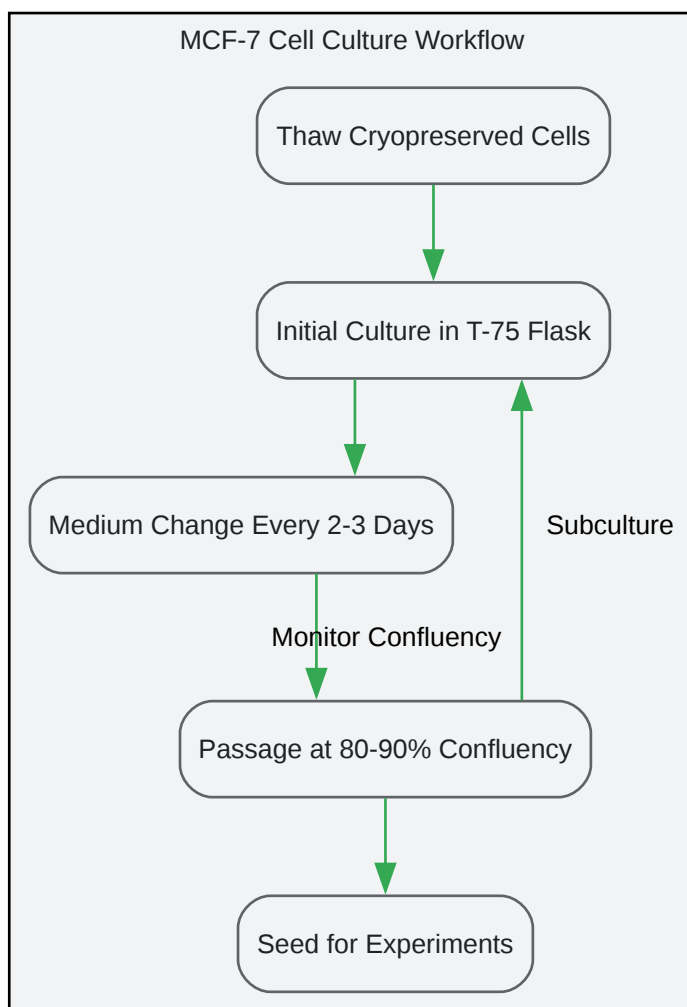 MCF-7 Cell Culture Workflow
Thaw Cryopreserved Cells
Initial Culture in T-75 Flask
Medium Change Every 2-3 Days
Subculture
Monitor Confluency
Passage at 80-90% Confluency
Seed for Experiments